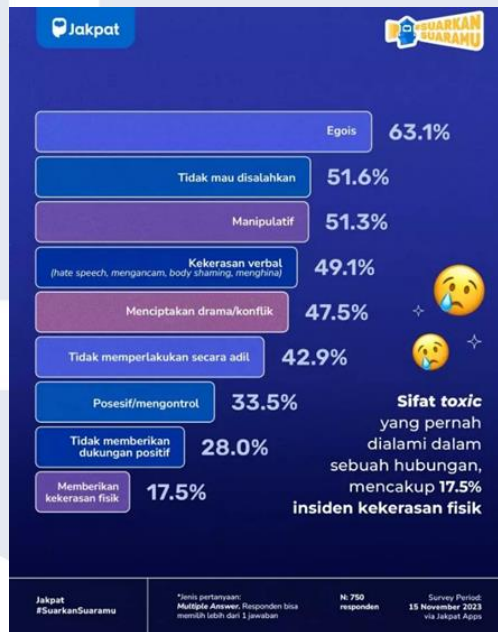 Jakpat
#SUARKAN
SUARAMU
Egois
63.1%
Tidak mau disalahkan
51.6%
Manipulatif
51.3%
Kekerasan verbal
(hate speech, mengancam, body shaming, menghina)
49.1%
Menciptakan drama/konflik
47.5%
Tidak memperlakukan secara adil
42.9%
Posesif/mengontrol
33.5%
Tidak memberikan
dukungan positif
28.0%
Memberikan
kekerasan fisik
17.5%
Sifat toxic
yang pernah
dialami dalam
sebuah hubungan,
mencakup 17.5%
insiden kekerasan fisik
Jakpat
#SuarkanSuaramu
*Jenis pertanyaan:
Multiple Answer. Responden bisa
memilih lebih dari 1 jawaban
N: 750
responden
Survey Period:
15 November 2023
via Jakpat Apps